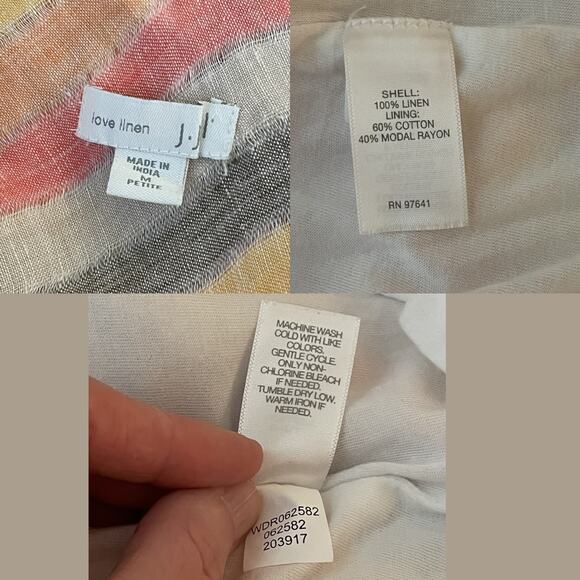 love linen
J.J
MADE IN
INDIA
M
PETITE
SHELL:
100% LINEN
LINING:
60% COTTON
40% MODAL RAYON
RN 97641
MACHINE WASH
COLD WITH LIKE
COLORS.
GENTLE CYCLE.
ONLY NON-
CHLORINE BLEACH
IF NEEDED.
TUMBLE DRY LOW.
WARM IRON IF
NEEDED.
WDR062582
062582
203917